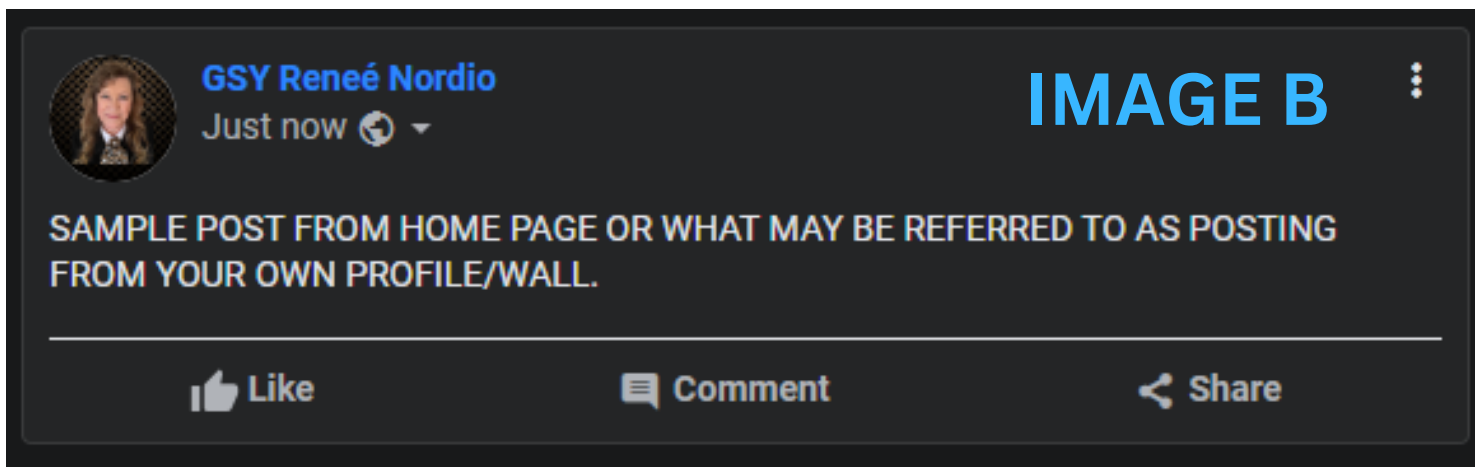 GSY Reneé Nordio
IMAGE B
Just now
SAMPLE POST FROM HOME PAGE OR WHAT MAY BE REFERRED TO AS POSTING
FROM YOUR OWN PROFILE/WALL.
Like
Comment
Share